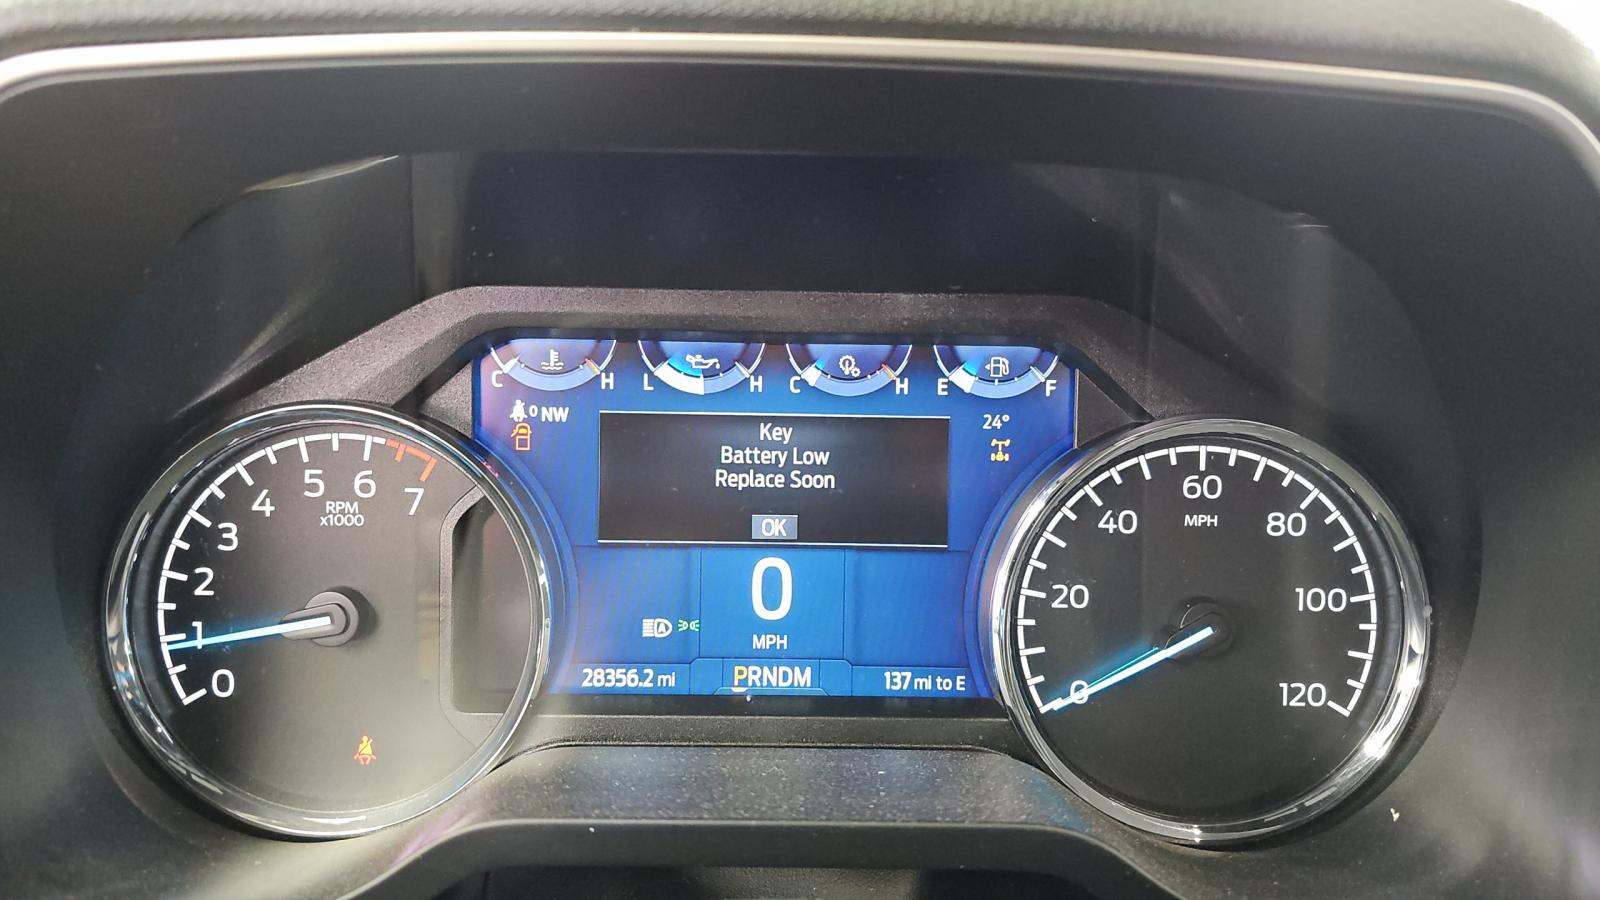 C H L H C H E F
0 NW
24°
Key
Battery Low
Replace Soon
OK
0
MPH
A
28356.2 mi
PRNDM
137 mi to E
0
1
2
3
4
5
6
7
RPM
x1000
0
20
40
60
80
100
120
MPH